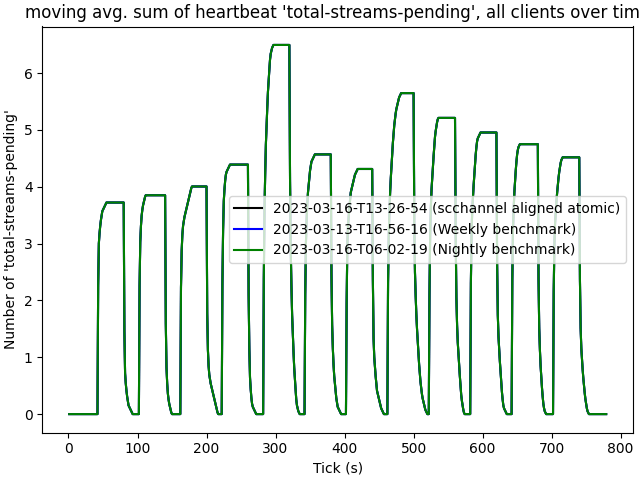 moving avg. sum of heartbeat 'total-streams-pending', all clients over tim
Number of 'total-streams-pending'
6
5
4
3
2
1
0
2023-03-16-T13-26-54 (scchannel aligned atomic)
2023-03-13-T16-56-16 (Weekly benchmark)
2023-03-16-T06-02-19 (Nightly benchmark)
0 100 200 300 400 500 600 700 800
Tick (s)